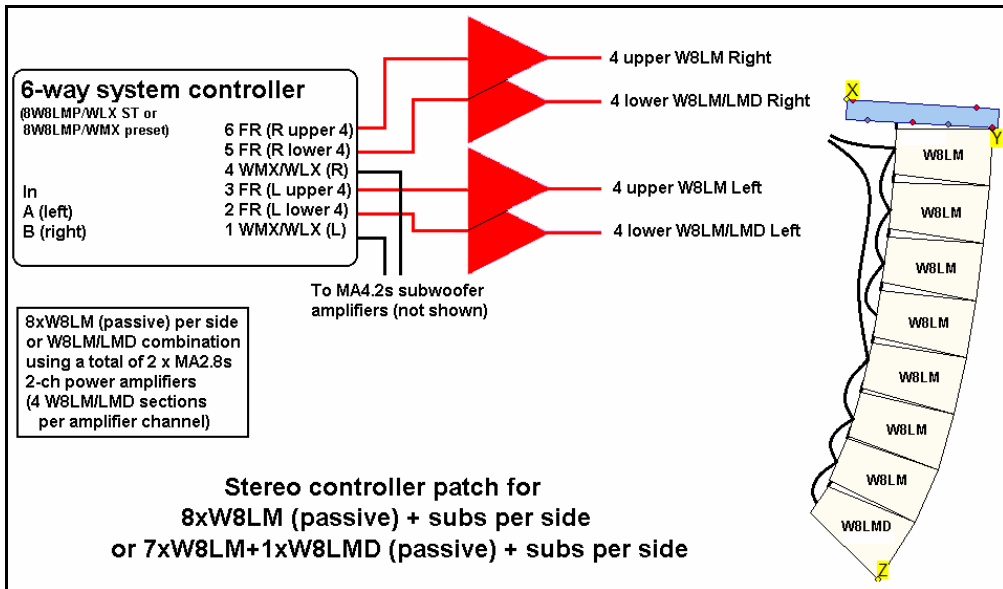 6-way system controller
(8W8LMP/WLX ST or
8W8LMP/WMX preset)
6 FR (R upper 4)
5 FR (R lower 4)
4 WMX/WLX (R)
3 FR (L upper 4)
2 FR (L lower 4)
1 WMX/WLX (L)
In
A (left)
B (right)
4 upper W8LM Right
4 lower W8LM/LMD Right
4 upper W8LM Left
4 lower W8LM/LMD Left
To MA4.2s subwoofer
amplifiers (not shown)
8xW8LM (passive) per side
or W8LM/LMD combination
using a total of 2 x MA2.8s
2-ch power amplifiers
(4 W8LM/LMD sections
per amplifier channel)
Stereo controller patch for
8xW8LM (passive) + subs per side
or 7xW8LM+1xW8LMD (passive) + subs per side
X
Y
W8LM
W8LM
W8LM
W8LM
W8LM
W8LM
W8LM
W8LMD
Z